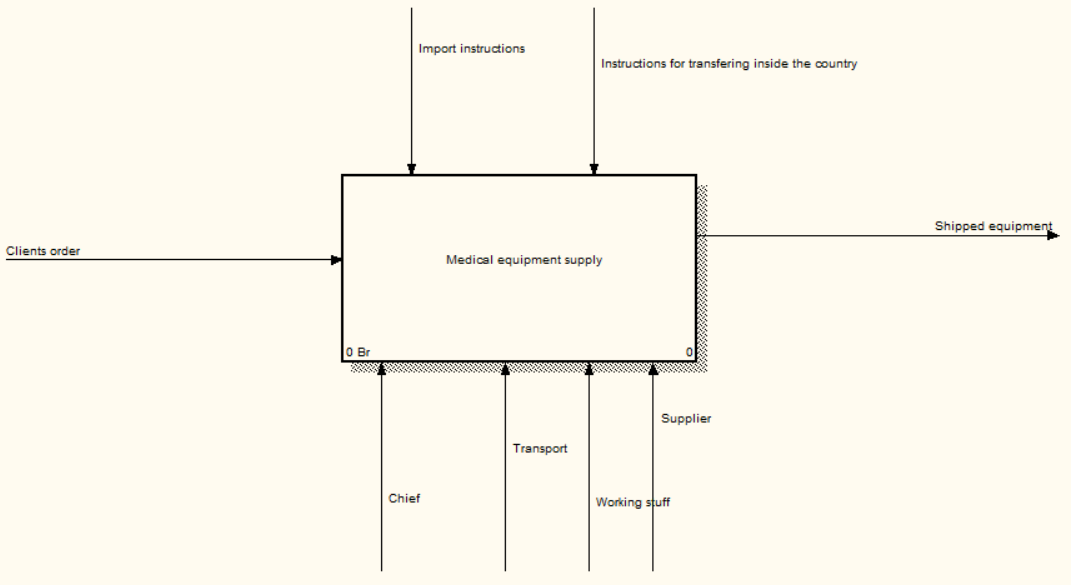 Import instructions
Instructions for transfering inside the country
Shipped equipment
Clients order
Medical equipment supply
0 Br
0
Supplier
Transport
Chief
Working stuff